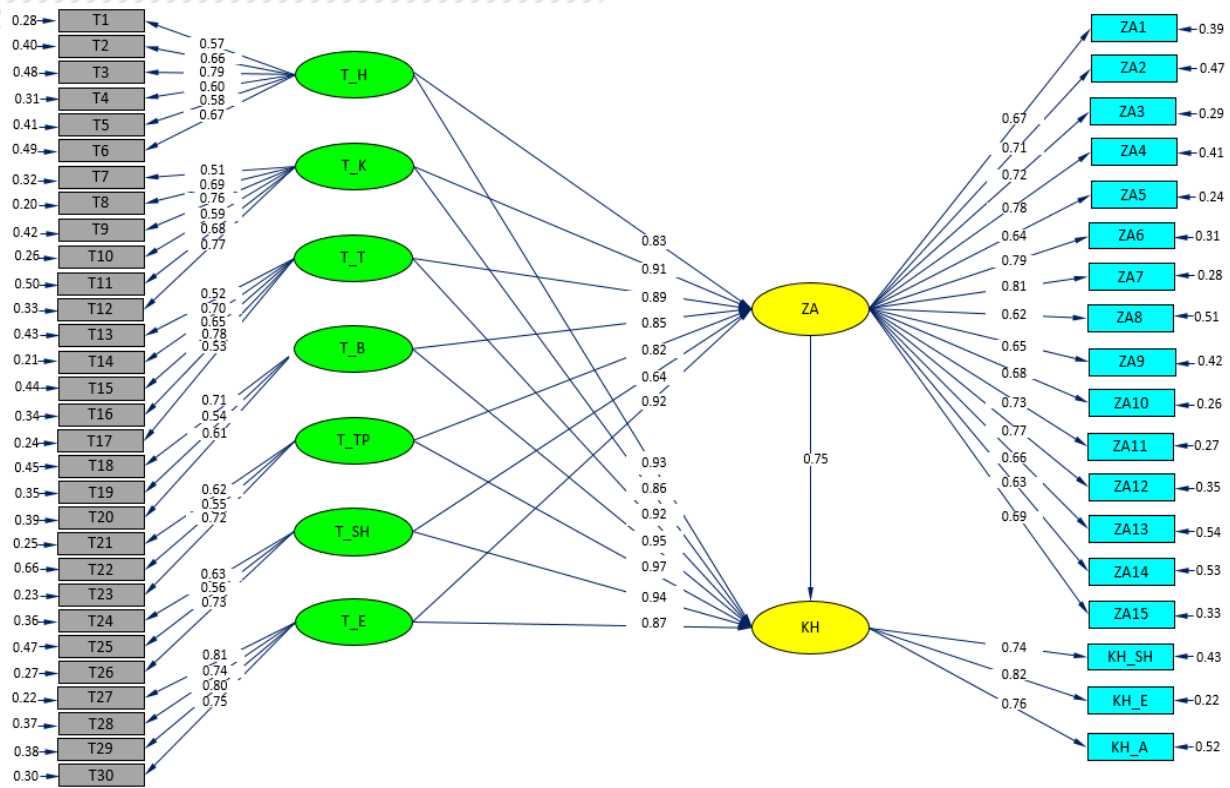 0.28 T1
0.40 T2
0.48 T3
0.31 T4
0.41 T5
0.49 T6
0.32 T7
0.20 T8
0.42 T9
0.26 T10
0.50 T11
0.33 T12
0.43 T13
0.21 T14
0.44 T15
0.34 T16
0.24 T17
0.45 T18
0.35 T19
0.39 T20
0.25 T21
0.66 T22
0.23 T23
0.36 T24
0.47 T25
0.27 T26
0.22 T27
0.37 T28
0.38 T29
0.30 T30
0.57
0.66
0.79
0.60
0.58
0.67
0.51
0.69
0.76
0.59
0.68
0.77
0.52
0.70
0.65
0.78
0.53
0.71
0.54
0.61
0.62
0.55
0.72
0.63
0.56
0.73
0.81
0.74
0.80
0.75
T_H
T_K
T_T
T_B
T_TP
T_SH
T_E
0.83
0.91
0.89
0.85
0.82
0.64
0.92
0.93
0.86
0.92
0.95
0.97
0.94
0.87
ZA
0.75
KH
0.67
0.71
0.72
0.78
0.64
0.79
0.81
0.62
0.65
0.68
0.73
0.77
0.66
0.63
0.69
0.74
0.82
0.76
ZA1 0.39
ZA2 0.47
ZA3 0.29
ZA4 0.41
ZA5 0.24
ZA6 0.31
ZA7 0.28
ZA8 0.51
ZA9 0.42
ZA10 0.26
ZA11 0.27
ZA12 0.35
ZA13 0.54
ZA14 0.53
ZA15 0.33
KH_SH 0.43
KH_E 0.22
KH_A 0.52